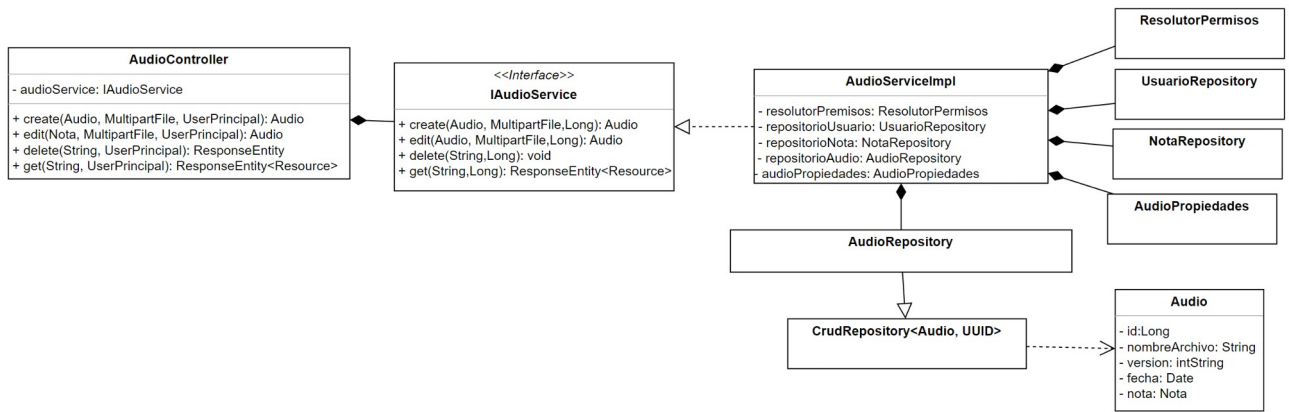 AudioController
- audioService: IAudioService
+ create(Audio, MultipartFile, UserPrincipal): Audio
+ edit(Nota, MultipartFile, UserPrincipal): Audio
+ delete(String, UserPrincipal): ResponseEntity
+ get(String, UserPrincipal): ResponseEntity<Resource>
<<Interface>>
IAudioService
+ create(Audio, MultipartFile,Long): Audio
+ edit(Audio, MultipartFile,Long): Audio
+ delete(String,Long): void
+ get(String,Long): ResponseEntity<Resource>
AudioServiceImpl
- resolutorPremisos: ResolutorPermisos
- repositorioUsuario: UsuarioRepository
- repositorioNota: NotaRepository
- repositorioAudio: AudioRepository
- audioPropiedades: AudioPropiedades
ResolutorPermisos
UsuarioRepository
NotaRepository
AudioPropiedades
AudioRepository
CrudRepository<Audio, UUID>
Audio
- id:Long
- nombreArchivo: String
- version: intString
- fecha: Date
- nota: Nota